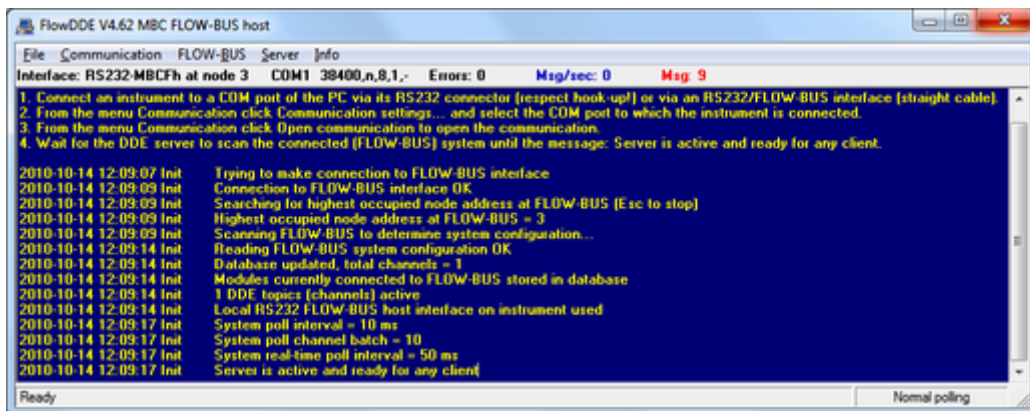 FlowDDE V4.62 MBC FLOW-BUS host
File Communication FLOW-BUS Server Info
Interface: RS232-MBCFh at node 3 COM1 38400,n,8,1,- Errors: 0 Msg/sec: 0 Msg: 9
1. Connect an instrument to a COM port of the PC via its RS232 connector (respect hook-up!) or via an RS232/FLOW-BUS interface (straight cable).
2. From the menu Communication click Communication settings... and select the COM port to which the instrument is connected.
3. From the menu Communication click Open communication to open the communication.
4. Wait for the DDE server to scan the connected (FLOW-BUS) system until the message: Server is active and ready for any client.
2010-10-14 12:09:07 Init Trying to make connection to FLOW-BUS interface
2010-10-14 12:09:09 Init Connection to FLOW-BUS interface OK
2010-10-14 12:09:09 Init Searching for highest occupied node address at FLOW-BUS (Esc to stop)
2010-10-14 12:09:09 Init Highest occupied node address at FLOW-BUS = 3
2010-10-14 12:09:09 Init Scanning FLOW-BUS to determine system configuration...
2010-10-14 12:09:14 Init Reading FLOW-BUS system configuration OK
2010-10-14 12:09:14 Init Database updated, total channels = 1
2010-10-14 12:09:14 Init Modules currently connected to FLOW-BUS stored in database
2010-10-14 12:09:14 Init 1 DDE topics (channels) active
2010-10-14 12:09:14 Init Local RS232 FLOW-BUS host interface on instrument used
2010-10-14 12:09:17 Init System poll interval = 10 ms
2010-10-14 12:09:17 Init System poll channel batch = 10
2010-10-14 12:09:17 Init System real-time poll interval = 50 ms
2010-10-14 12:09:17 Init Server is active and ready for any client
Ready Normal polling